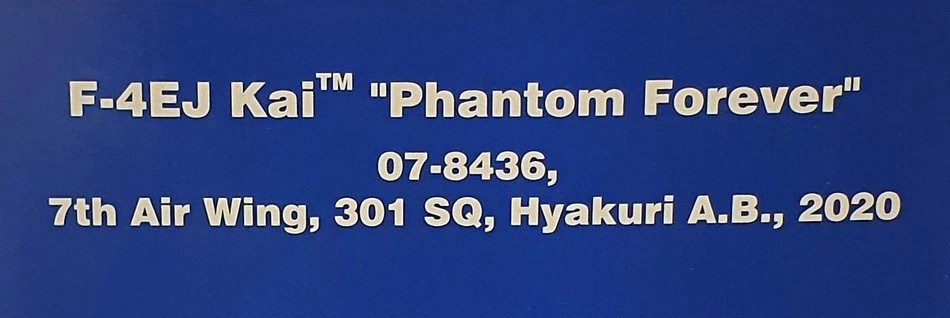 F-4EJ Kai™ "Phantom Forever"
07-8436,
7th Air Wing, 301 SQ, Hyakuri A.B., 2020